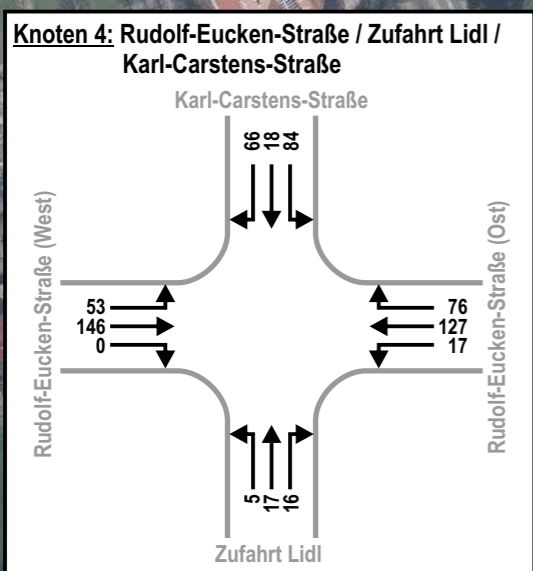 Knoten 4: Rudolf-Eucken-Straße / Zufahrt Lidl /
Karl-Carstens-Straße
Karl-Carstens-Straße
66 18 84
Rudolf-Eucken-Straße (West)
53
146
0
76
127
17
Rudolf-Eucken-Straße (Ost)
5 17 16
Zufahrt Lidl